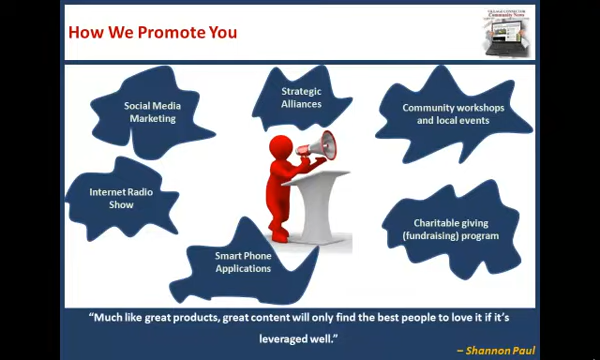 How We Promote You
Community News
Social Media
Marketing
Strategic
Alliances
Community workshops
and local events
Internet Radio
Show
Charitable giving
(fundraising) program
Smart Phone
Applications
“Much like great products, great content will only find the best people to love it if it’s
leveraged well.”
– Shannon Paul